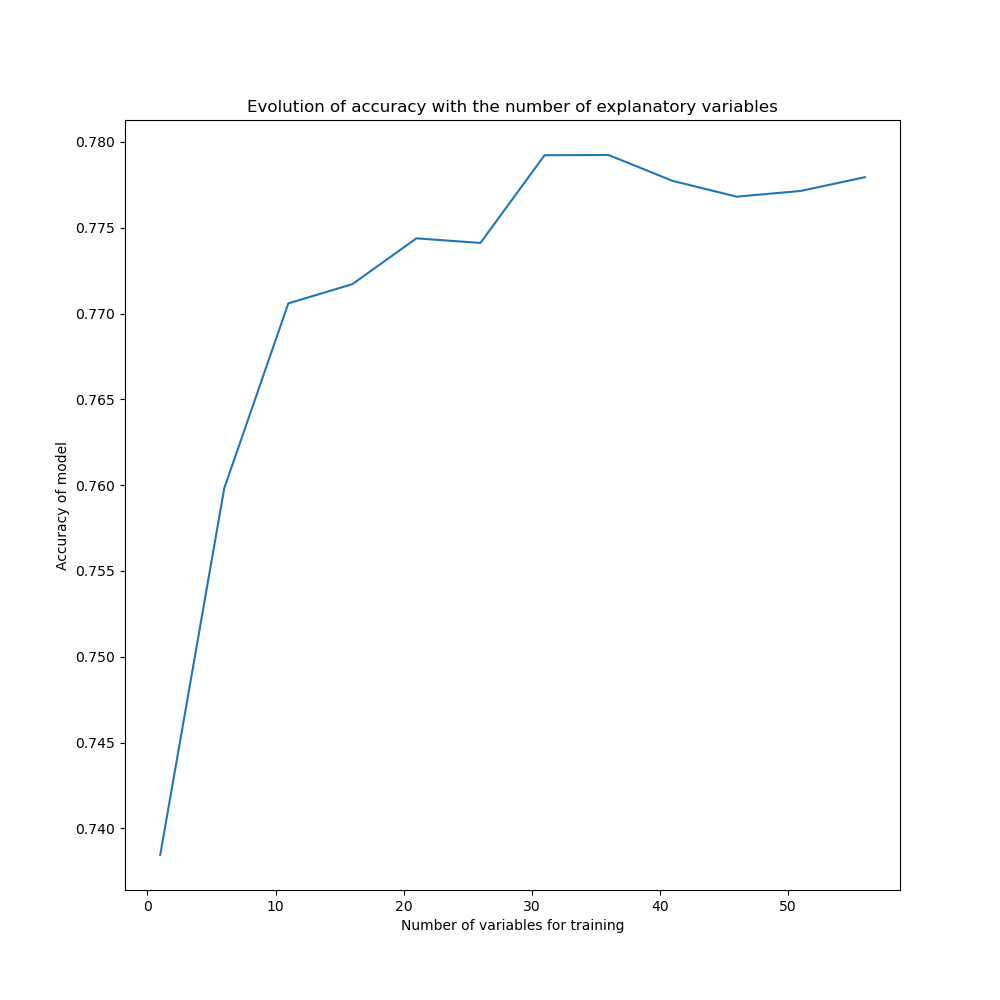 Evolution of accuracy with the number of explanatory variables
0.780
0.775
0.770
0.765
0.760
0.755
0.750
0.745
0.740
Accuracy of model
0 10 20 30 40 50
Number of variables for training